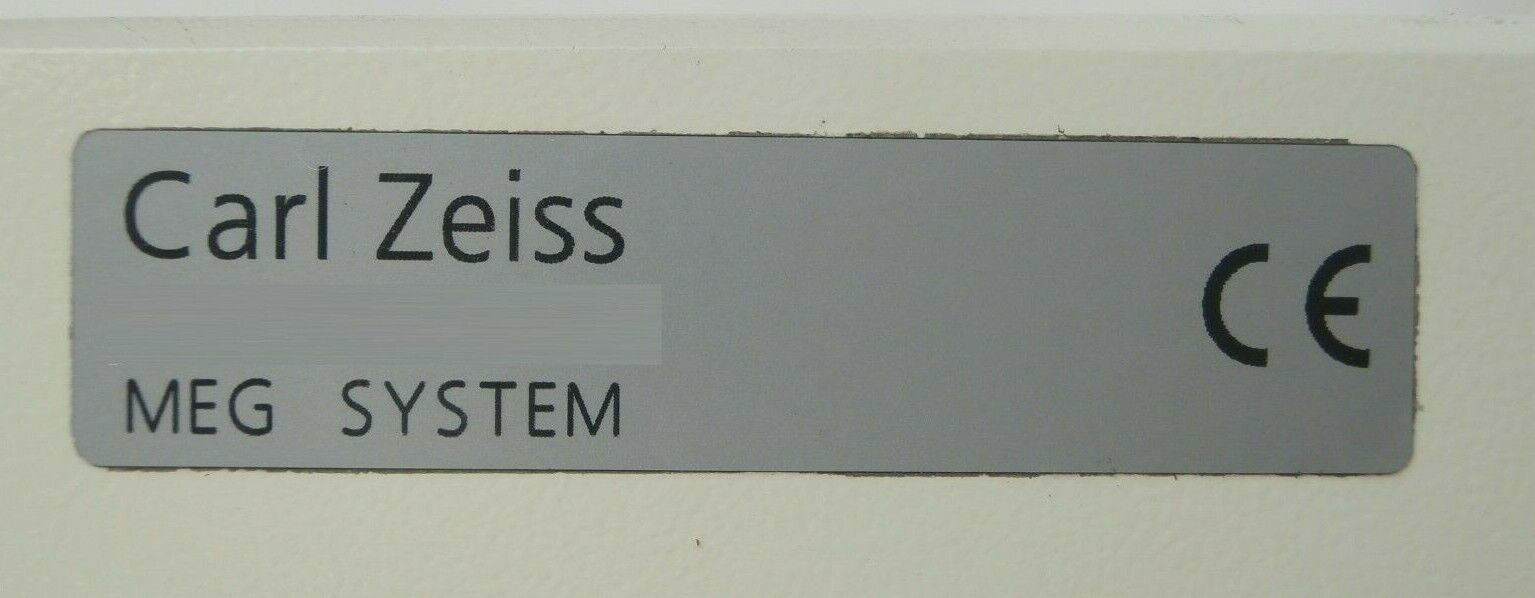 Carl Zeiss
MEG SYSTEM
CE